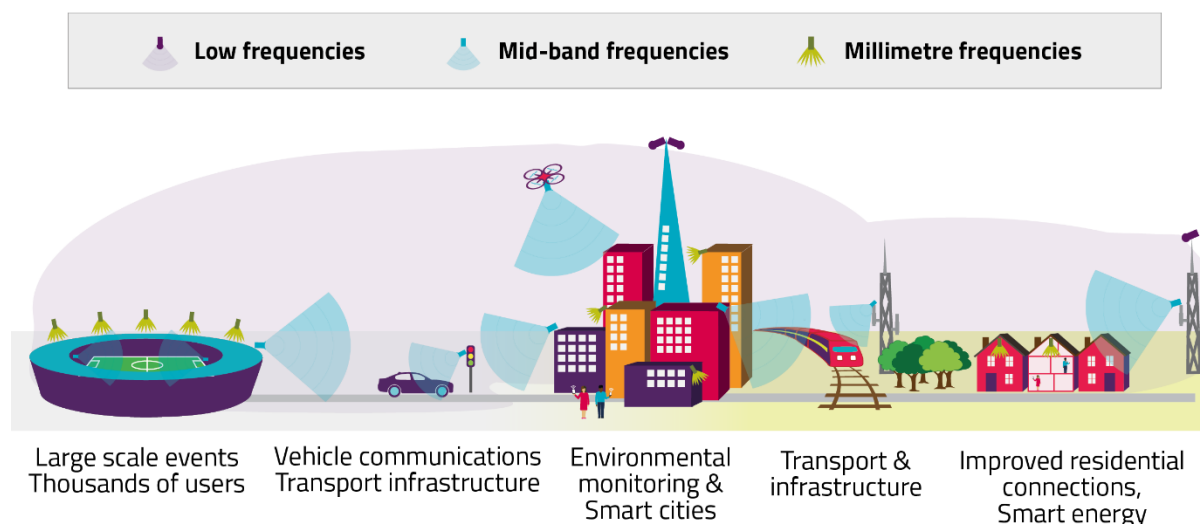 Low frequencies
Mid-band frequencies
Millimetre frequencies
Large scale events
Thousands of users
Vehicle communications
Transport infrastructure
Environmental
monitoring &
Smart cities
Transport &
infrastructure
Improved residential
connections,
Smart energy